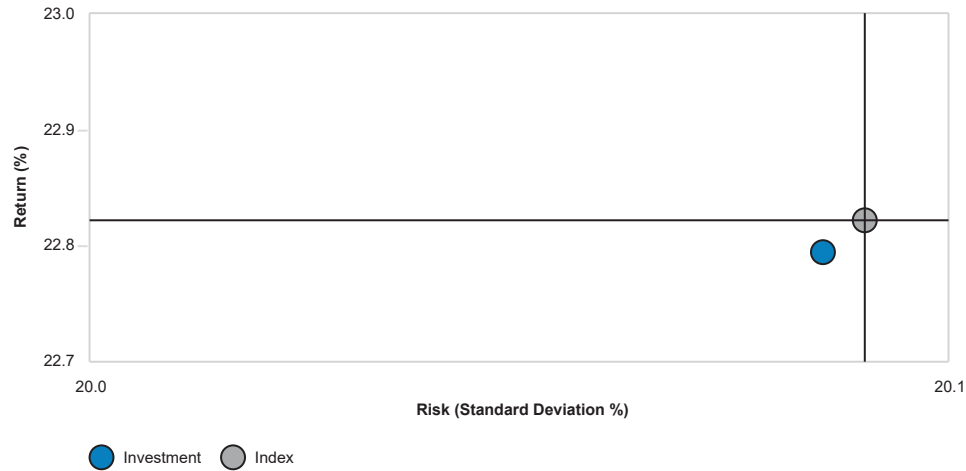 23.0
22.9
22.8
22.7
Return (%)
20.0
20.1
Risk (Standard Deviation %)
Investment
Index